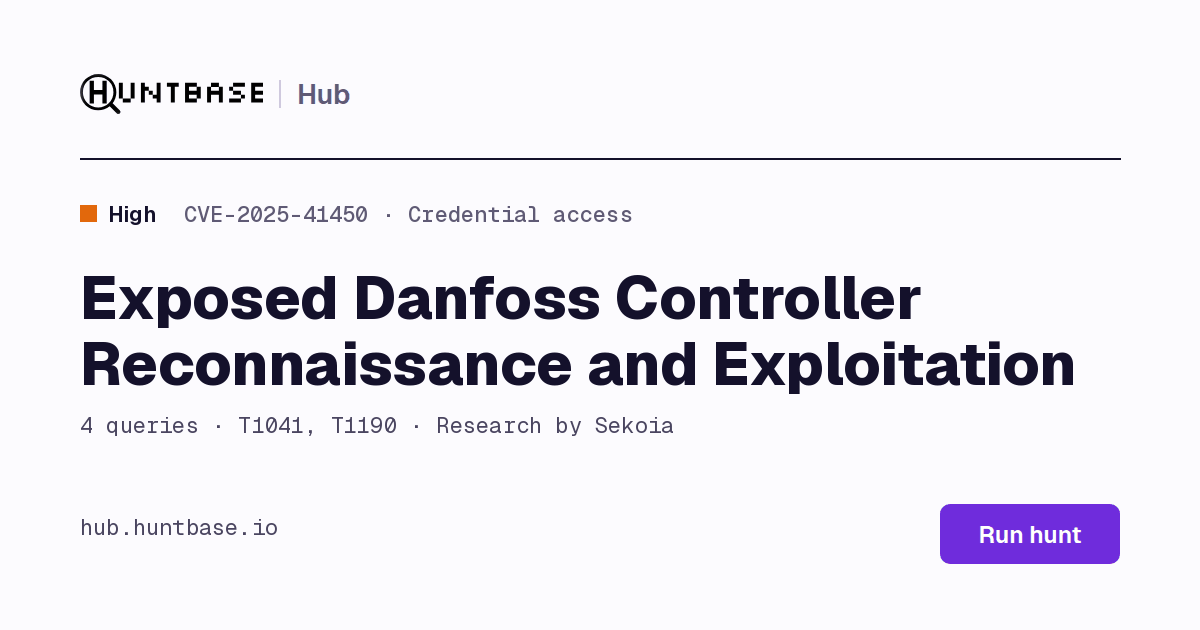 HUNTBASE | Hub
High CVE-2025-41450 · Credential access
Exposed Danfoss Controller
Reconnaissance and Exploitation
4 queries · T1041, T1190 · Research by Sekoia
hub.huntbase.io
Run hunt